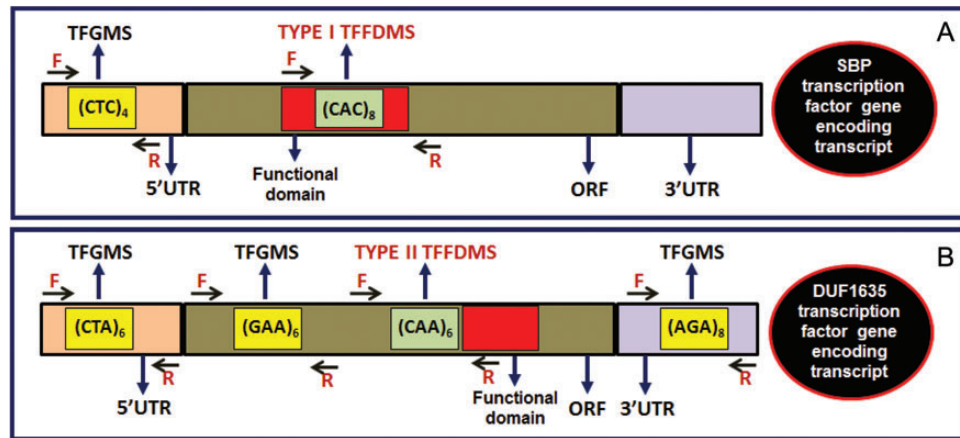 A
TFGMS
TYPE I TFFDMS
F
F
(CTC)4
(CAC)8
R
R
5'UTR
Functional
domain
ORF
3'UTR
SBP
transcription
factor gene
encoding
transcript
B
TFGMS
TFGMS
TYPE II TFFDMS
TFGMS
F
F
F
F
(CTA)6
(GAA)6
(CAA)6
(AGA)8
R
R
R
R
5'UTR
Functional
domain
ORF
3'UTR
DUF1635
transcription
factor gene
encoding
transcript